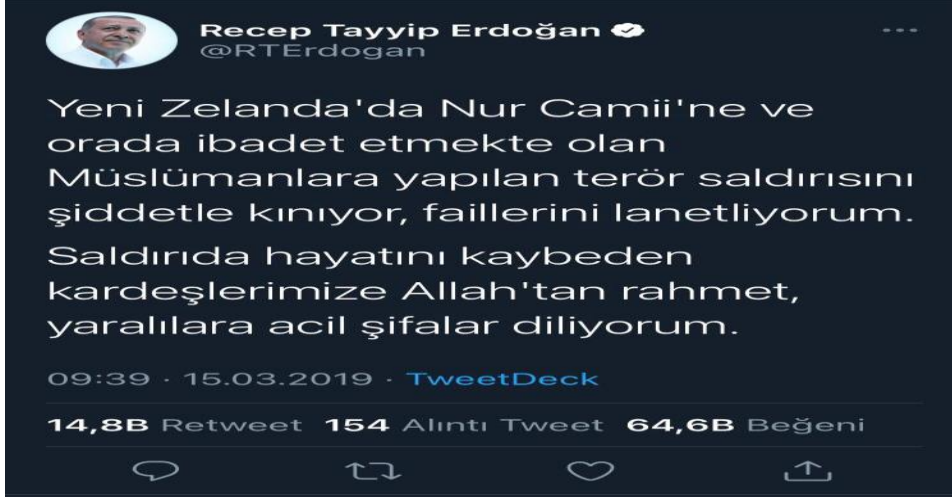 Recep Tayyip Erdoğan
@RTErdogan
Yeni Zelanda'da Nur Camii'ne ve
orada ibadet etmekte olan
Müslümanlara yapılan terör saldırısını
şiddetle kınıyor, faillerini lanetliyorum.
Saldırıda hayatını kaybeden
kardeşlerimize Allah'tan rahmet,
yaralılara acil şifalar diliyorum.
09:39 · 15.03.2019 · TweetDeck
14,8B Retweet 154 Alıntı Tweet 64,6B Beğeni